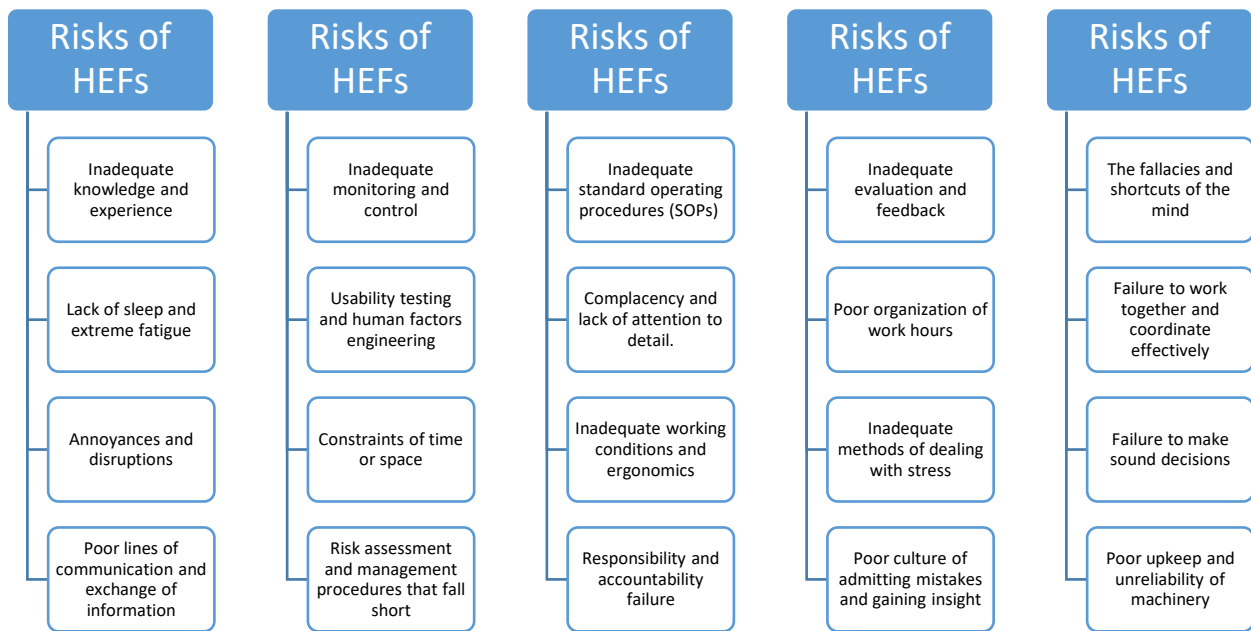 Risks of
HEFs
Inadequate
knowledge and
experience
Lack of sleep and
extreme fatigue
Annoyances and
disruptions
Poor lines of
communication and
exchange of
information
Risks of
HEFs
Inadequate
monitoring and
control
Usability testing
and human factors
engineering
Constraints of time
or space
Risk assessment
and management
procedures that fall
short
Risks of
HEFs
Inadequate
standard operating
procedures (SOPs)
Complacency and
lack of attention to
detail.
Inadequate working
conditions and
ergonomics
Responsibility and
accountability
failure
Risks of
HEFs
Inadequate
evaluation and
feedback
Poor organization of
work hours
Inadequate
methods of dealing
with stress
Poor culture of
admitting mistakes
and gaining insight
Risks of
HEFs
The fallacies and
shortcuts of the
mind
Failure to work
together and
coordinate
effectively
Failure to make
sound decisions
Poor upkeep and
unreliability of
machinery